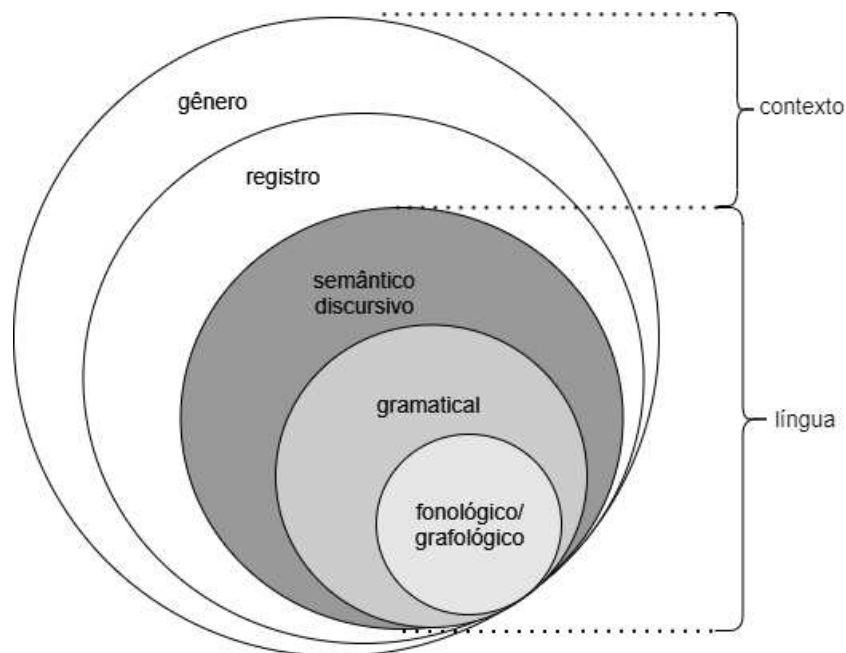 gênero
contexto
registro
semântico
discursivo
gramatical
língua
fonológico/
grafológico